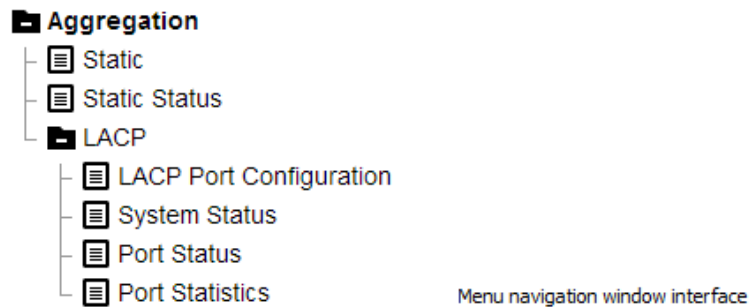 Aggregation
Static
Static Status
LACP
LACP Port Configuration
System Status
Port Status
Port Statistics
Menu navigation window interface